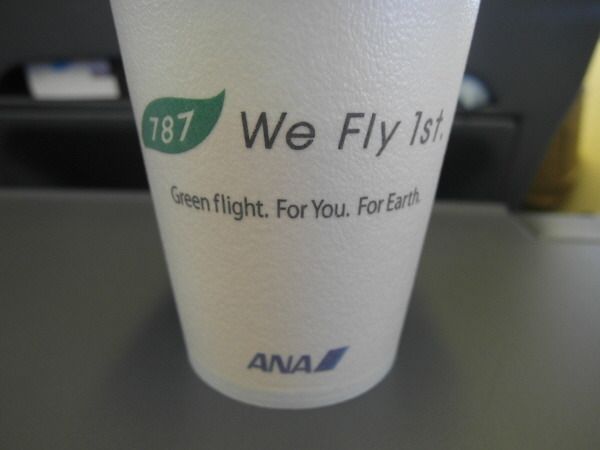 787 We Fly 1st.
Green flight. For You. For Earth.
ANA